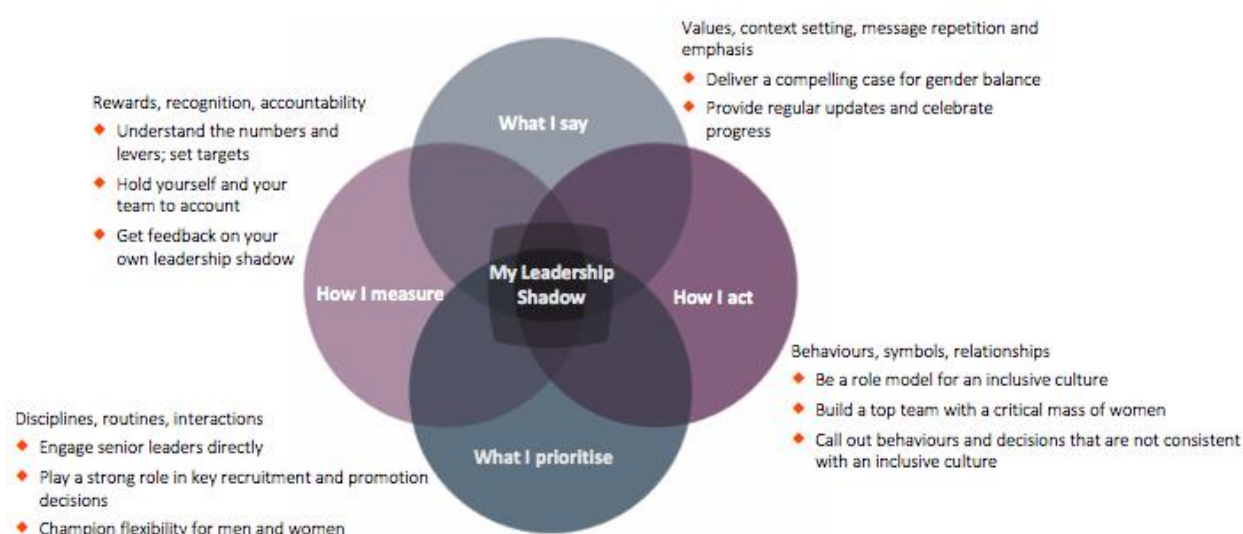 Values, context setting, message repetition and
emphasis
◆ Deliver a compelling case for gender balance
◆ Provide regular updates and celebrate
progress
Rewards, recognition, accountability
◆ Understand the numbers and
levers; set targets
◆ Hold yourself and your
team to account
◆ Get feedback on your
own leadership shadow
What I say
How I measure
My Leadership
Shadow
How I act
What I prioritise
Behaviours, symbols, relationships
◆ Be a role model for an inclusive culture
◆ Build a top team with a critical mass of women
◆ Call out behaviours and decisions that are not consistent
with an inclusive culture
Disciplines, routines, interactions
◆ Engage senior leaders directly
◆ Play a strong role in key recruitment and promotion
decisions
◆ Champion flexibility for men and women